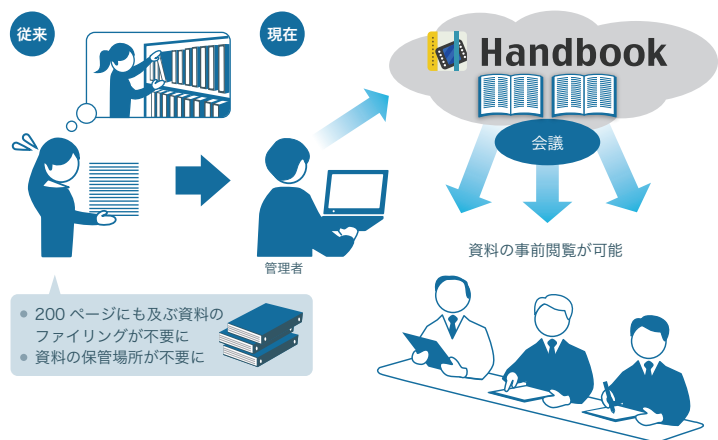 従来
現在
Handbook
会議
管理者
資料の事前閲覧が可能
● 200 ページにも及ぶ資料の
ファイリングが不要に
● 資料の保管場所が不要に